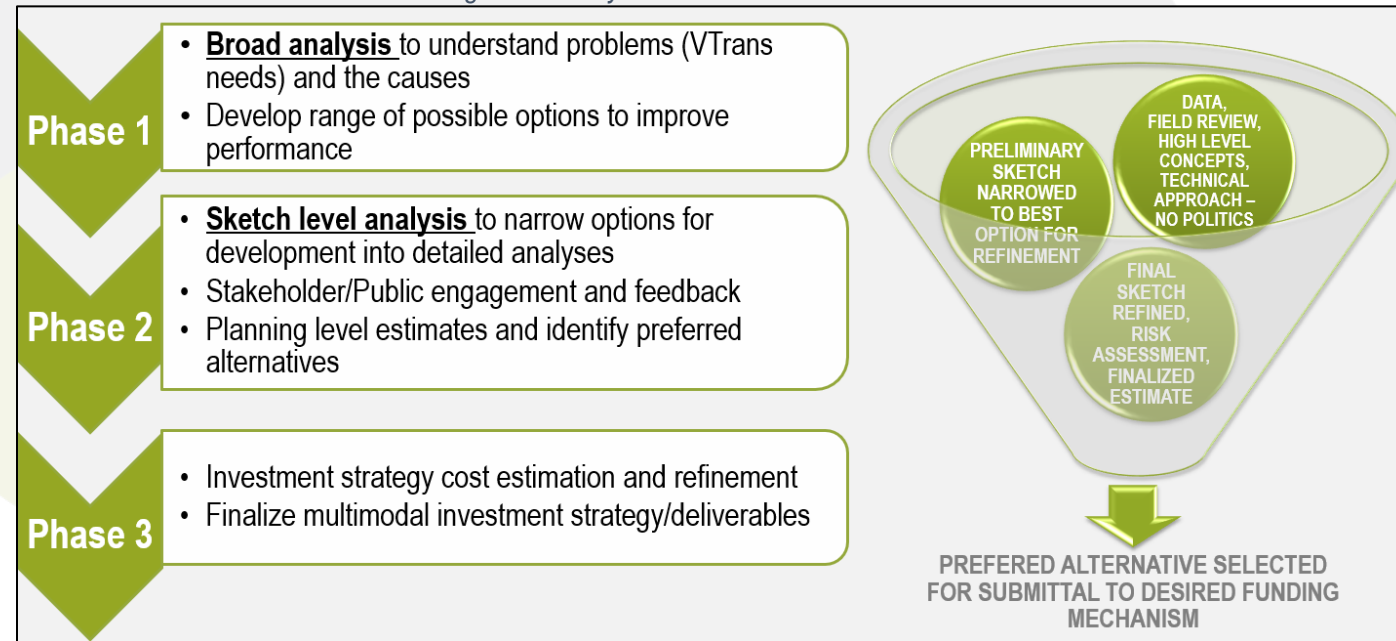 Phase 1
• Broad analysis to understand problems (VTrans
needs) and the causes
• Develop range of possible options to improve
performance
Phase 2
• Sketch level analysis to narrow options for
development into detailed analyses
• Stakeholder/Public engagement and feedback
• Planning level estimates and identify preferred
alternatives
Phase 3
• Investment strategy cost estimation and refinement
• Finalize multimodal investment strategy/deliverables
PRELIMINARY
SKETCH
NARROWED
TO BEST
OPTION FOR
REFINEMENT
DATA,
FIELD REVIEW,
HIGH LEVEL
CONCEPTS,
TECHNICAL
APPROACH –
NO POLITICS
FINAL
SKETCH
REFINED,
RISK
ASSESSMENT,
FINALIZED
ESTIMATE
PREFERED ALTERNATIVE SELECTED
FOR SUBMITTAL TO DESIRED FUNDING
MECHANISM